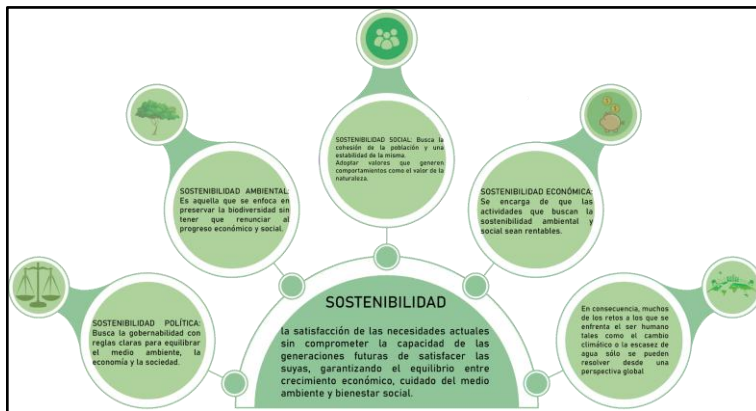 SOSTENIBILIDAD SOCIAL: Busca la
cohesión de la población y una
estabilidad de la misma.
Adoptar valores que generen
comportamientos como el valor de la
naturaleza.
SOSTENIBILIDAD AMBIENTAL:
Es aquella que se enfoca en
preservar la biodiversidad sin
tener que renunciar al
progreso económico y social.
SOSTENIBILIDAD ECONÓMICA:
Se encarga de que las
actividades que buscan la
sostenibilidad ambiental y
social sean rentables.
SOSTENIBILIDAD POLÍTICA:
Busca la gobernabilidad con
reglas claras para equilibrar
el medio ambiente, la
economía y la sociedad.
SOSTENIBILIDAD
la satisfacción de las necesidades actuales
sin comprometer la capacidad de las
generaciones futuras de satisfacer las
suyas, garantizando el equilibrio entre
crecimiento económico, cuidado del medio
ambiente y bienestar social.
En consecuencia, muchos
de los retos a los que se
enfrenta el ser humano
tales como el cambio
climático o la escasez de
agua sólo se pueden
resolver desde una
perspectiva global